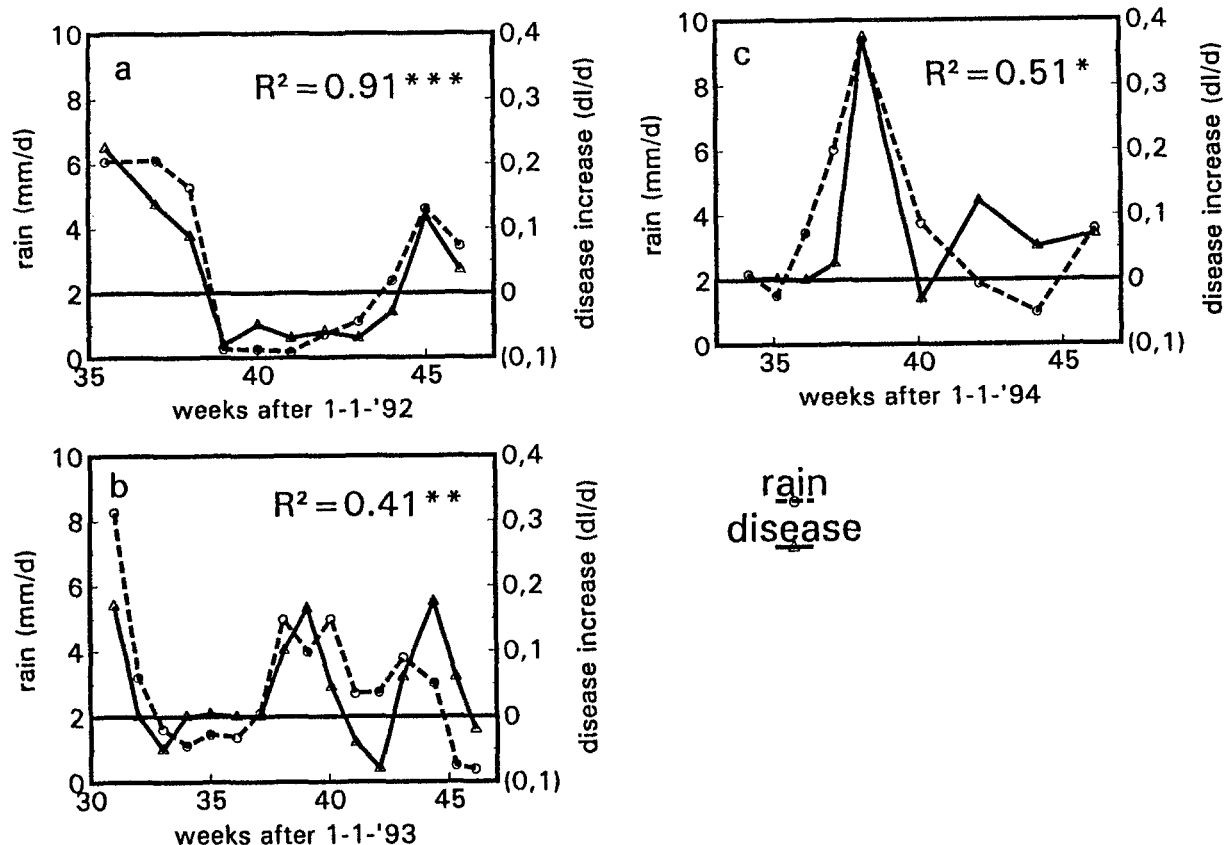 a
R² = 0.91 ***
10
8
6
4
2
0
rain (mm/d)
0,4
0,3
0,2
0,1
0
(0,1)
disease increase (dl/d)
35 40 45
weeks after 1-1-'92
c
R² = 0.51 *
10
8
6
4
2
0
rain (mm/d)
0,4
0,3
0,2
0,1
0
(0,1)
disease increase (dl/d)
35 40 45
weeks after 1-1-'94
b
R² = 0.41 **
10
8
6
4
2
0
rain (mm/d)
0,4
0,3
0,2
0,1
0
(0,1)
disease increase (dl/d)
30 35 40 45
weeks after 1-1-'93
rain
disease